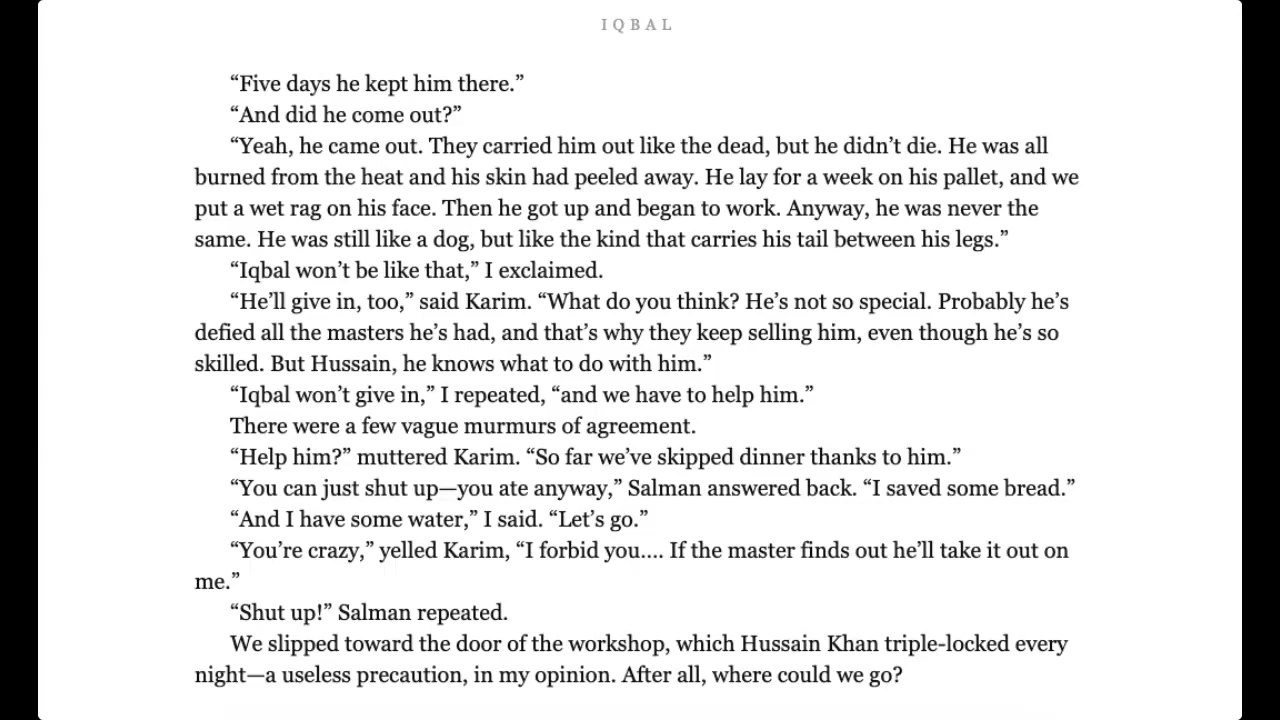 IQBAL
“Five days he kept him there.”
“And did he come out?”
“Yeah, he came out. They carried him out like the dead, but he didn’t die. He was all
burned from the heat and his skin had peeled away. He lay for a week on his pallet, and we
put a wet rag on his face. Then he got up and began to work. Anyway, he was never the
same. He was still like a dog, but like the kind that carries his tail between his legs.”
“Iqbal won’t be like that,” I exclaimed.
“He’ll give in, too,” said Karim. “What do you think? He’s not so special. Probably he’s
defied all the masters he’s had, and that’s why they keep selling him, even though he’s so
skilled. But Hussain, he knows what to do with him.”
“Iqbal won’t give in,” I repeated, “and we have to help him.”
There were a few vague murmurs of agreement.
“Help him?” muttered Karim. “So far we’ve skipped dinner thanks to him.”
“You can just shut up—you ate anyway,” Salman answered back. “I saved some bread.”
“And I have some water,” I said. “Let’s go.”
“You’re crazy,” yelled Karim, “I forbid you.... If the master finds out he’ll take it out on
me.”
“Shut up!” Salman repeated.
We slipped toward the door of the workshop, which Hussain Khan triple-locked every
night—a useless precaution, in my opinion. After all, where could we go?